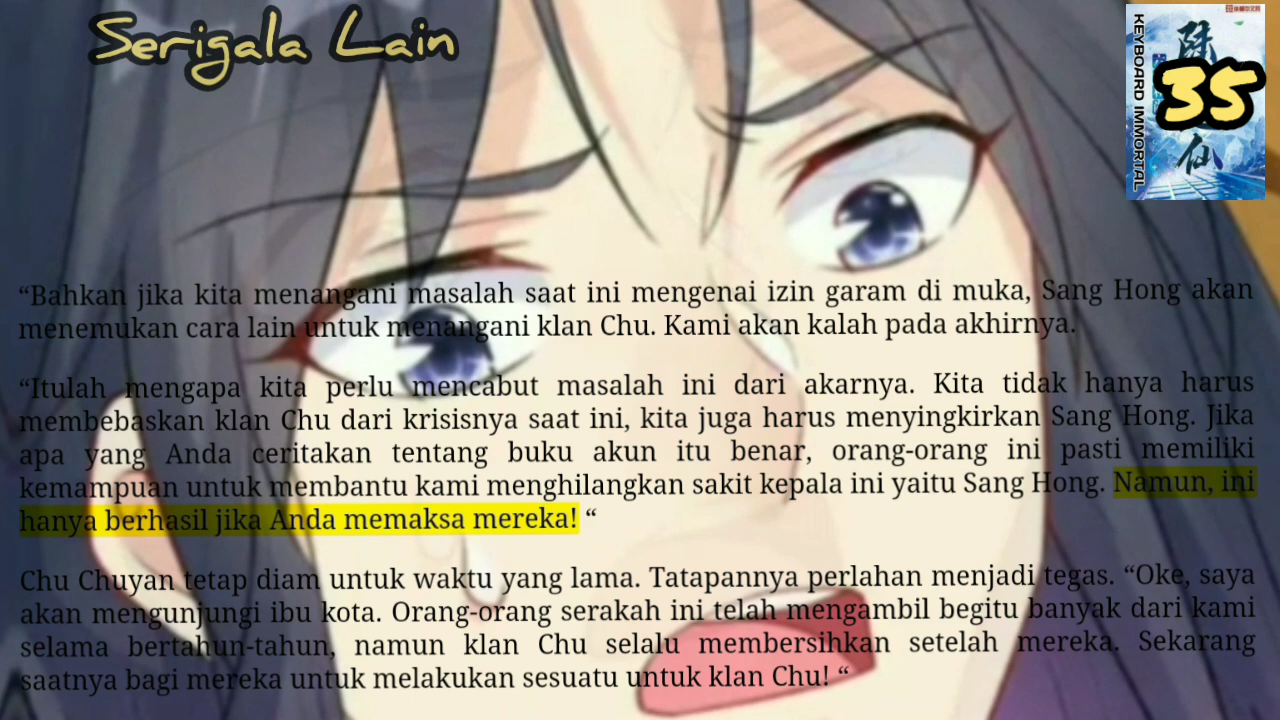 Serigala Lain
KEYBOARD IMMORTAL
35
仙
“Bahkan jika kita menangani masalah saat ini mengenai izin garam di muka, Sang Hong akan
menemukan cara lain untuk menangani klan Chu. Kami akan kalah pada akhirnya.
“Itulah mengapa kita perlu mencabut masalah ini dari akarnya. Kita tidak hanya harus
membebaskan klan Chu dari krisisnya saat ini, kita juga harus menyingkirkan Sang Hong. Jika
apa yang Anda ceritakan tentang buku akun itu benar, orang-orang ini pasti memiliki
kemampuan untuk membantu kami menghilangkan sakit kepala ini yaitu Sang Hong. Namun, ini
hanya berhasil jika Anda memaksa mereka! “
Chu Chuyan tetap diam untuk waktu yang lama. Tatapannya perlahan menjadi tegas. “Oke, saya
akan mengunjungi ibu kota. Orang-orang serakah ini telah mengambil begitu banyak dari kami
selama bertahun-tahun, namun klan Chu selalu membersihkan setelah mereka. Sekarang
saatnya bagi mereka untuk melakukan sesuatu untuk klan Chu! “